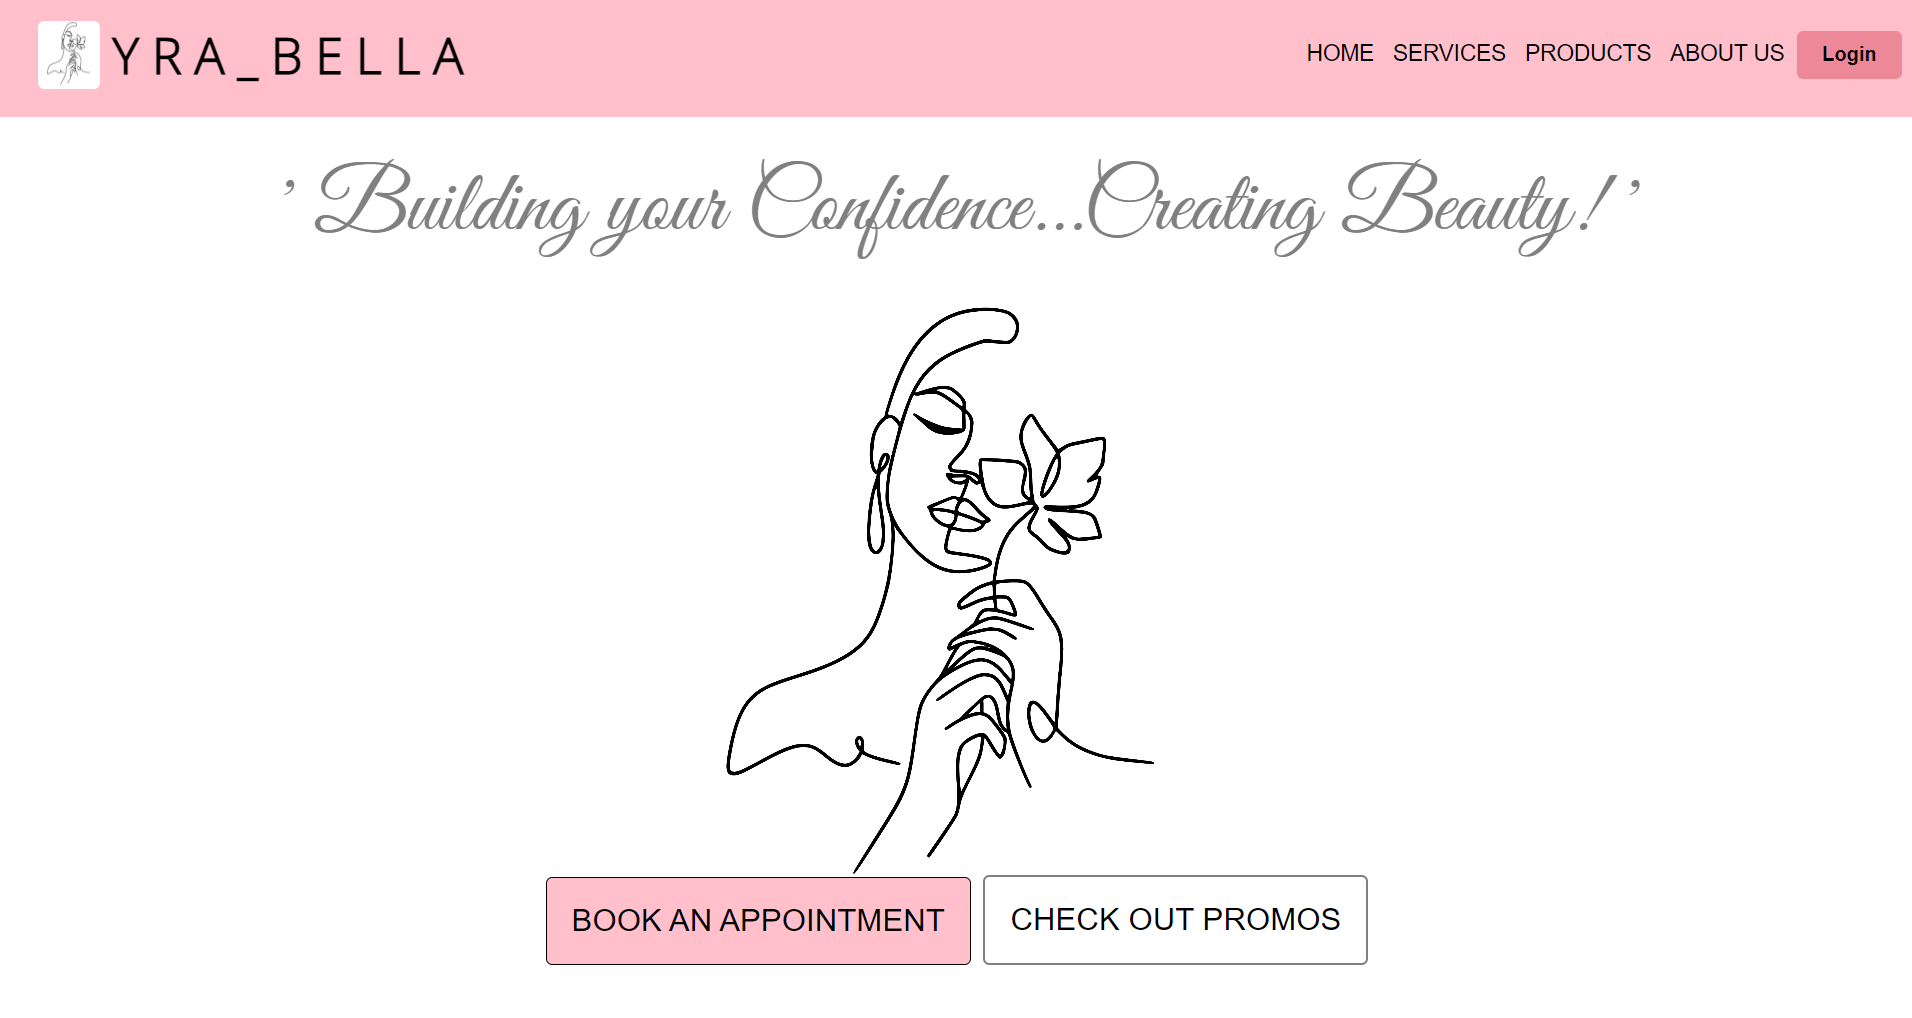 YRA_BELLA
HOME SERVICES PRODUCTS ABOUT US Login
’ Building your Confidence...Creating Beauty! ’
BOOK AN APPOINTMENT CHECK OUT PROMOS